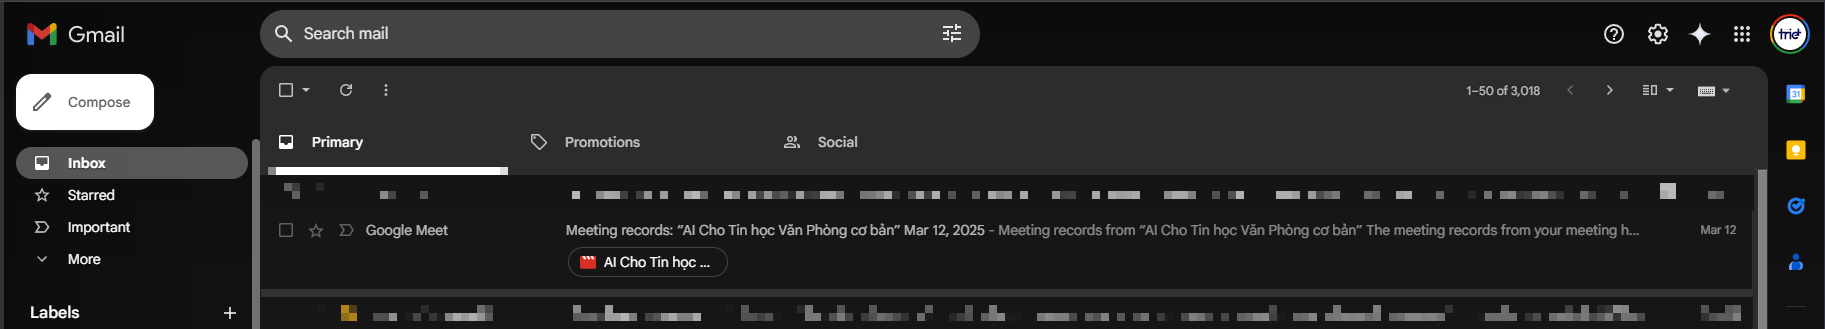 Gmail
Search mail
tric
Compose
1–50 of 3,018
31
Primary
Promotions
Social
Inbox
Starred
Important
More
Labels
Google Meet
Meeting records: “AI Cho Tin học Văn Phòng cơ bản” Mar 12, 2025 - Meeting records from “AI Cho Tin học Văn Phòng cơ bản” The meeting records from your meeting h...
Mar 12
AI Cho Tin học ...